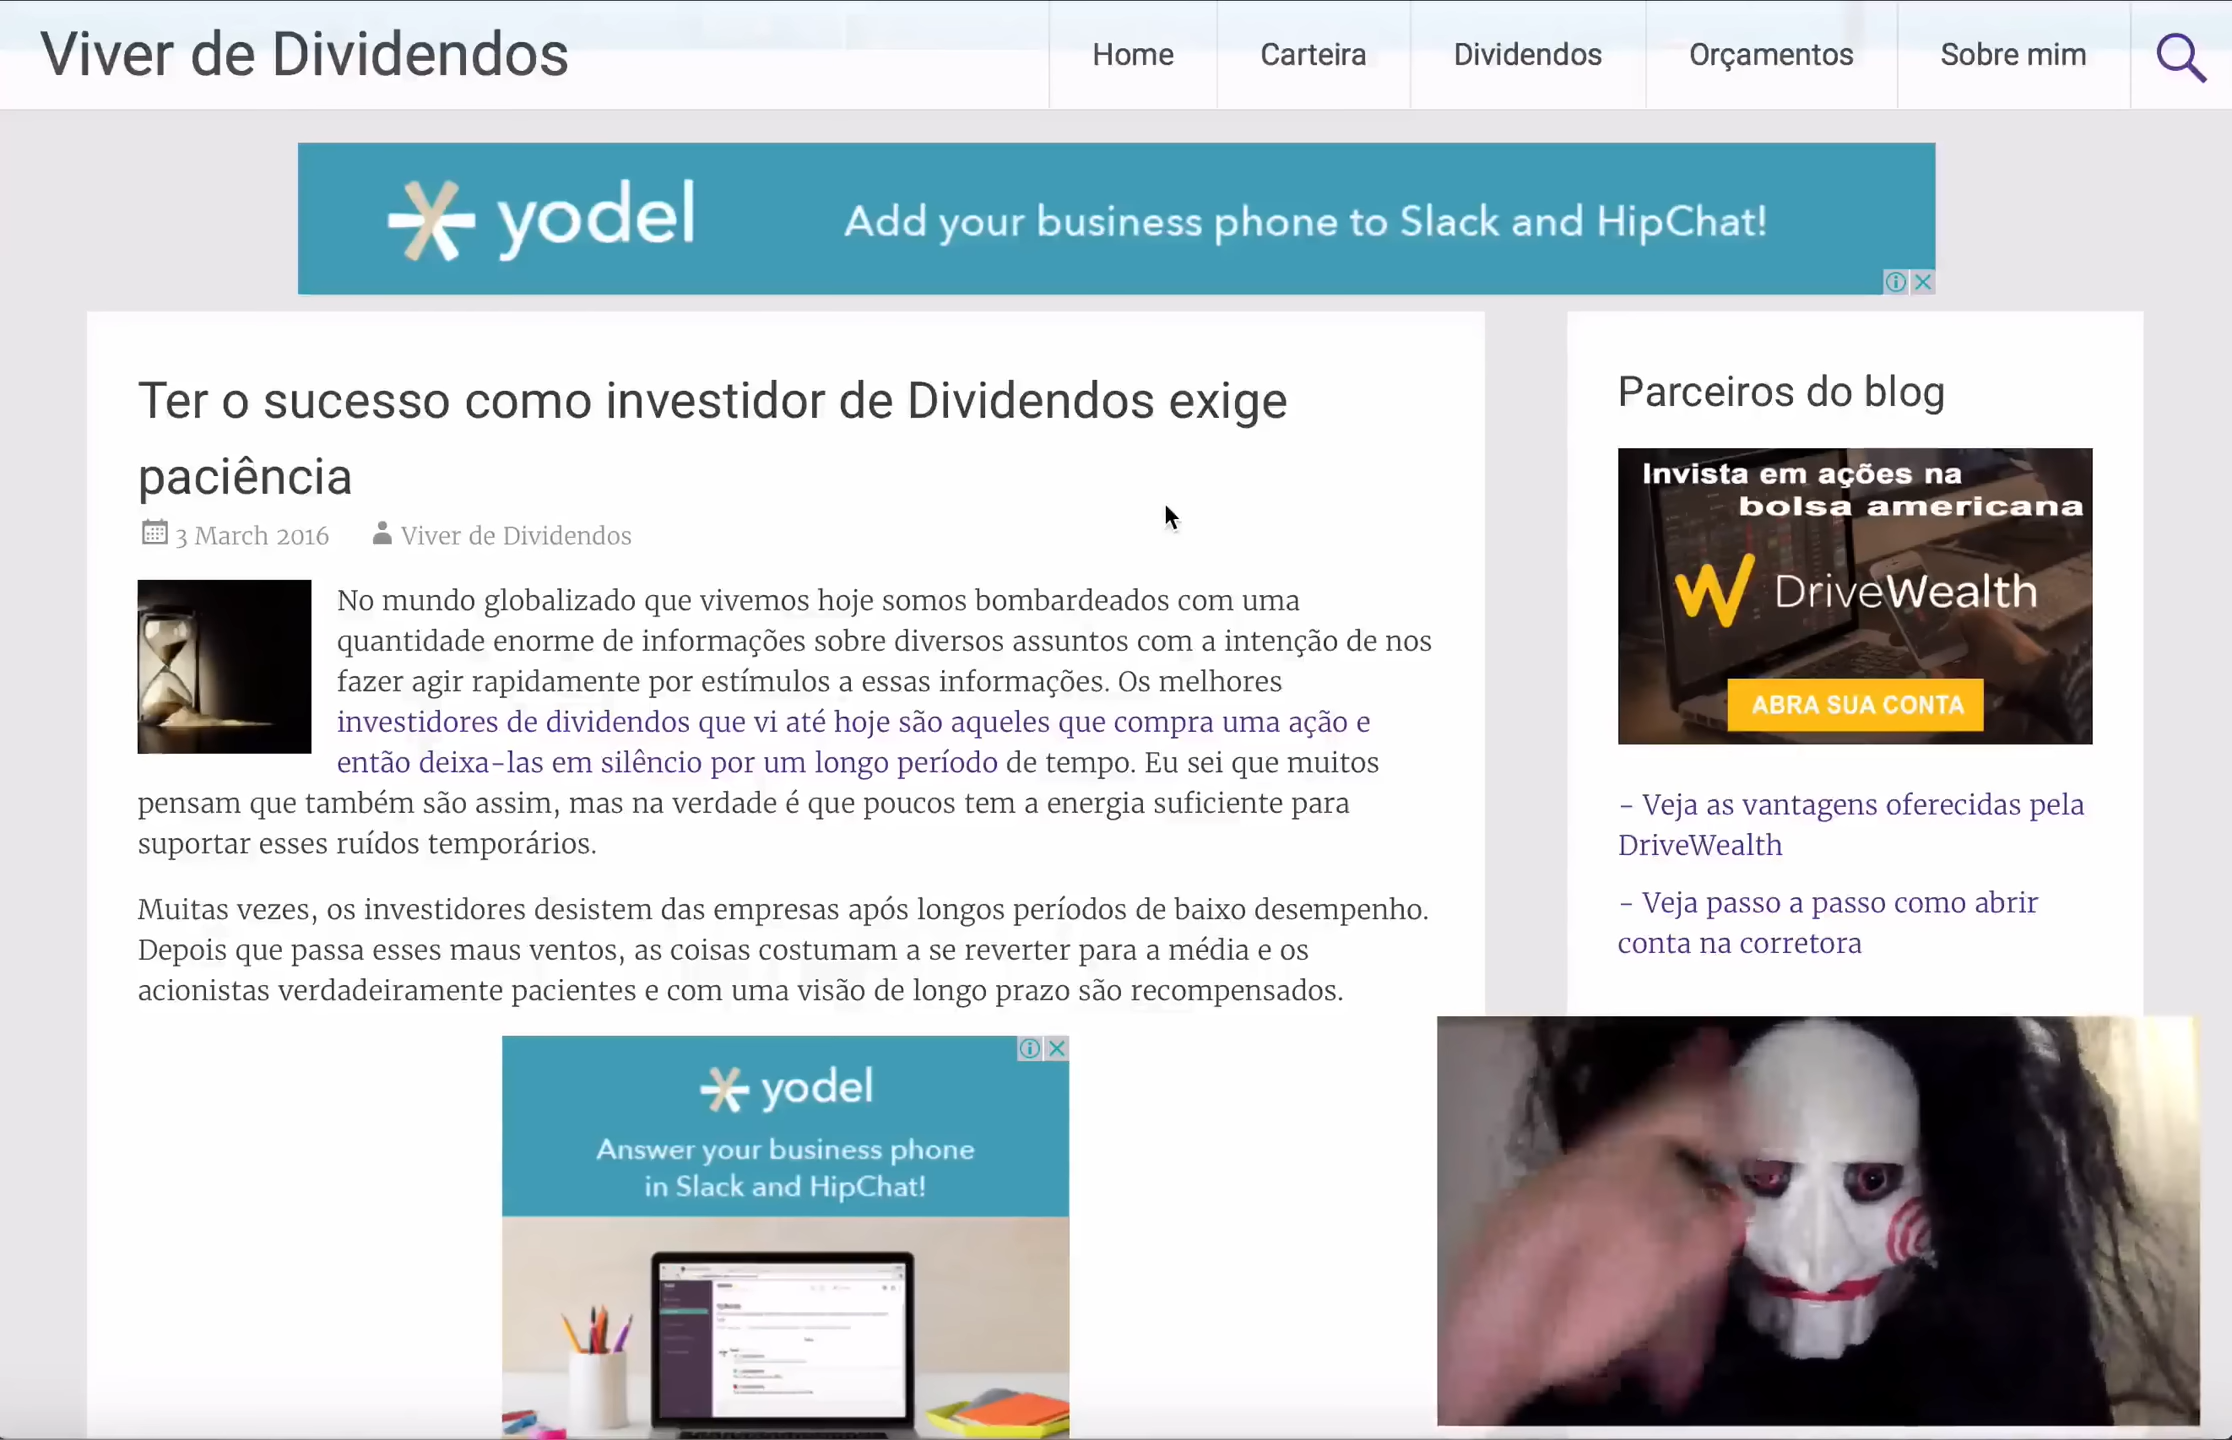 Viver de Dividendos
Home
Carteira
Dividendos
Orçamentos
Sobre mim
yodel
Add your business phone to Slack and HipChat!
Ter o sucesso como investidor de Dividendos exige
paciência
3 March 2016
Viver de Dividendos
No mundo globalizado que vivemos hoje somos bombardeados com uma
quantidade enorme de informações sobre diversos assuntos com a intenção de nos
fazer agir rapidamente por estímulos a essas informações. Os melhores
investidores de dividendos que vi até hoje são aqueles que compra uma ação e
então deixa-las em silêncio por um longo período de tempo. Eu sei que muitos
pensam que também são assim, mas na verdade é que poucos tem a energia suficiente para
suportar esses ruídos temporários.
Muitas vezes, os investidores desistem das empresas após longos períodos de baixo desempenho.
Depois que passa esses maus ventos, as coisas costumam a se reverter para a média e os
acionistas verdadeiramente pacientes e com uma visão de longo prazo são recompensados.
yodel
Answer your business phone
in Slack and HipChat!
Parceiros do blog
Invista em ações na
bolsa americana
DriveWealth
ABRA SUA CONTA
- Veja as vantagens oferecidas pela
DriveWealth
- Veja passo a passo como abrir
conta na corretora